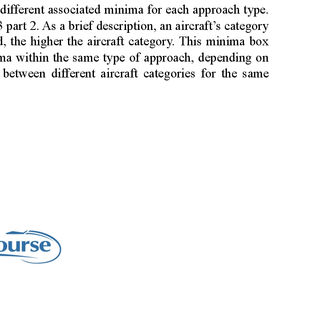 different associated minima for each approach type.
3 part 2. As a brief description, an aircraft's category
, the higher the aircraft category. This minima box
within the same type of approach, depending on
between different aircraft categories for the same
ourse